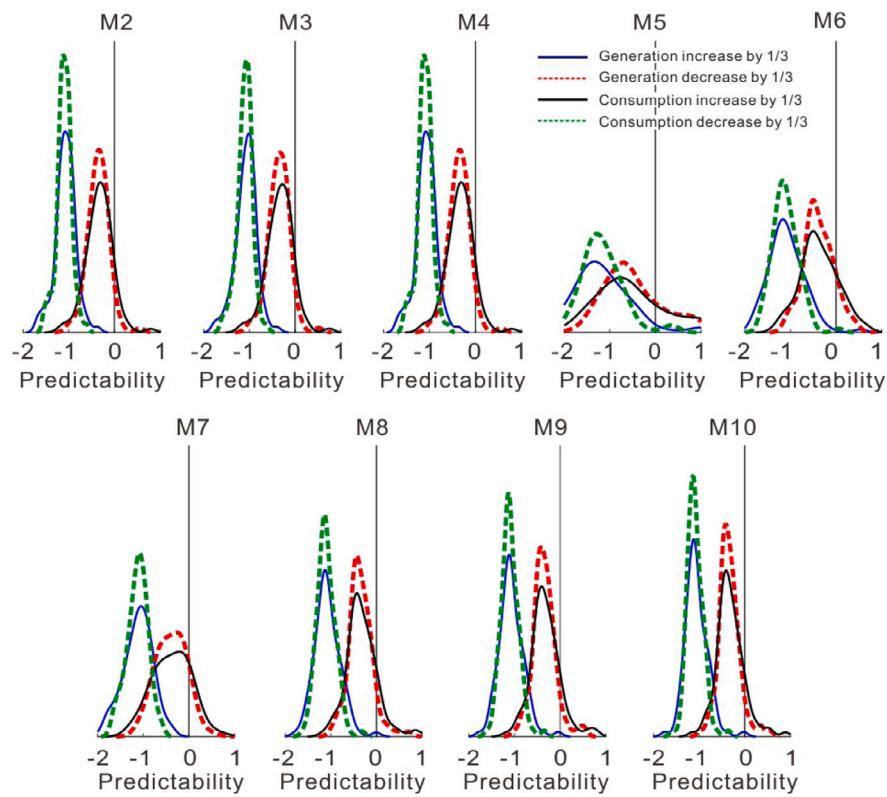 M2 M3 M4 M5 M6
Generation increase by 1/3
Generation decrease by 1/3
Consumption increase by 1/3
Consumption decrease by 1/3
-2 -1 0 1 -2 -1 0 1 -2 -1 0 1 -2 -1 0 1 -2 -1 0 1
Predictability Predictability Predictability Predictability Predictability
M7 M8 M9 M10
-2 -1 0 1 -2 -1 0 1 -2 -1 0 1 -2 -1 0 1
Predictability Predictability Predictability Predictability